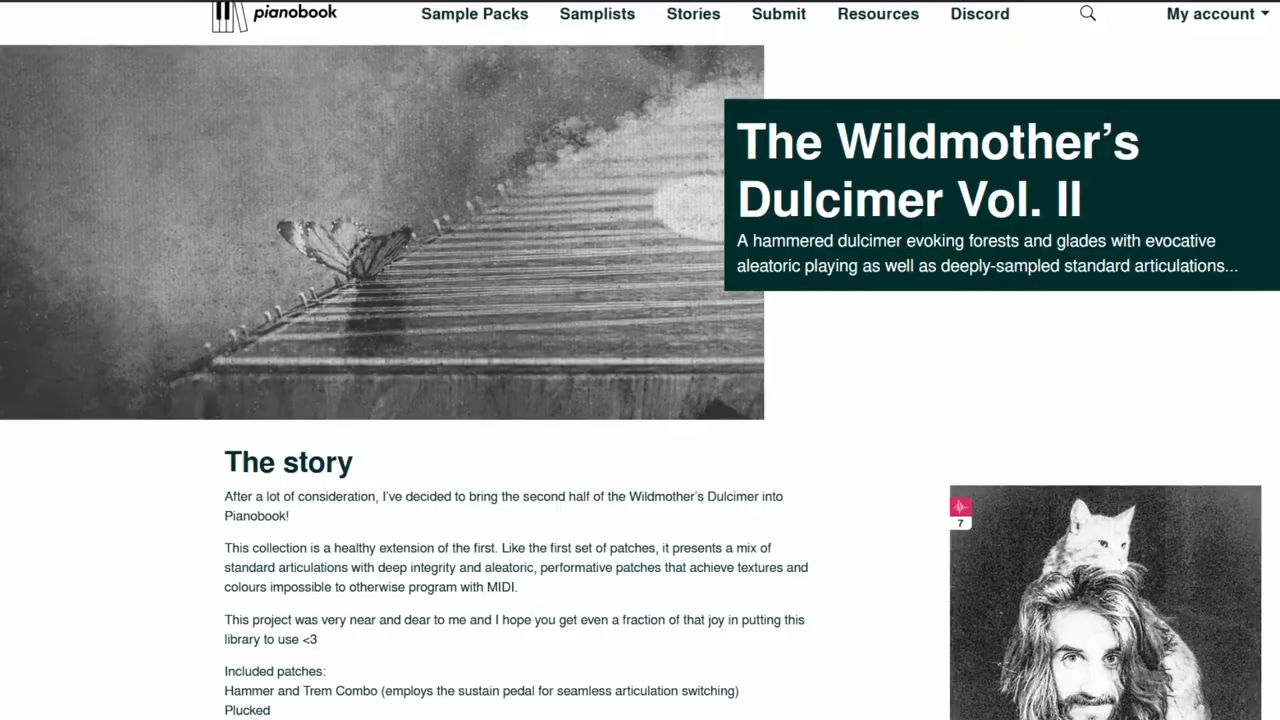 pianobook
Sample Packs
Samplists
Stories
Submit
Resources
Discord
My account
The Wildmother’s
Dulcimer Vol. II
A hammered dulcimer evoking forests and glades with evocative
aleatoric playing as well as deeply-sampled standard articulations...
The story
After a lot of consideration, I’ve decided to bring the second half of the Wildmother’s Dulcimer into
Pianobook!
This collection is a healthy extension of the first. Like the first set of patches, it presents a mix of
standard articulations with deep integrity and aleatoric, performative patches that achieve textures and
colours impossible to otherwise program with MIDI.
This project was very near and dear to me and I hope you get even a fraction of that joy in putting this
library to use <3
Included patches:
Hammer and Trem Combo (employs the sustain pedal for seamless articulation switching)
Plucked
7